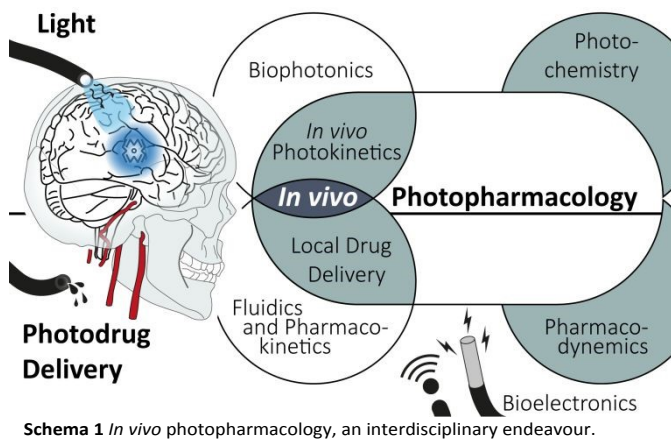 Light
Biophotonics
Photo-
chemistry
In vivo
Photokinetics
In vivo
Photopharmacology
Local Drug
Delivery
Photodrug
Delivery
Fluidics
and Pharmaco-
kinetics
Pharmaco-
dynemics
Bioelectronics
Schema 1 In vivo photopharmacology, an interdisciplinary endeavour.